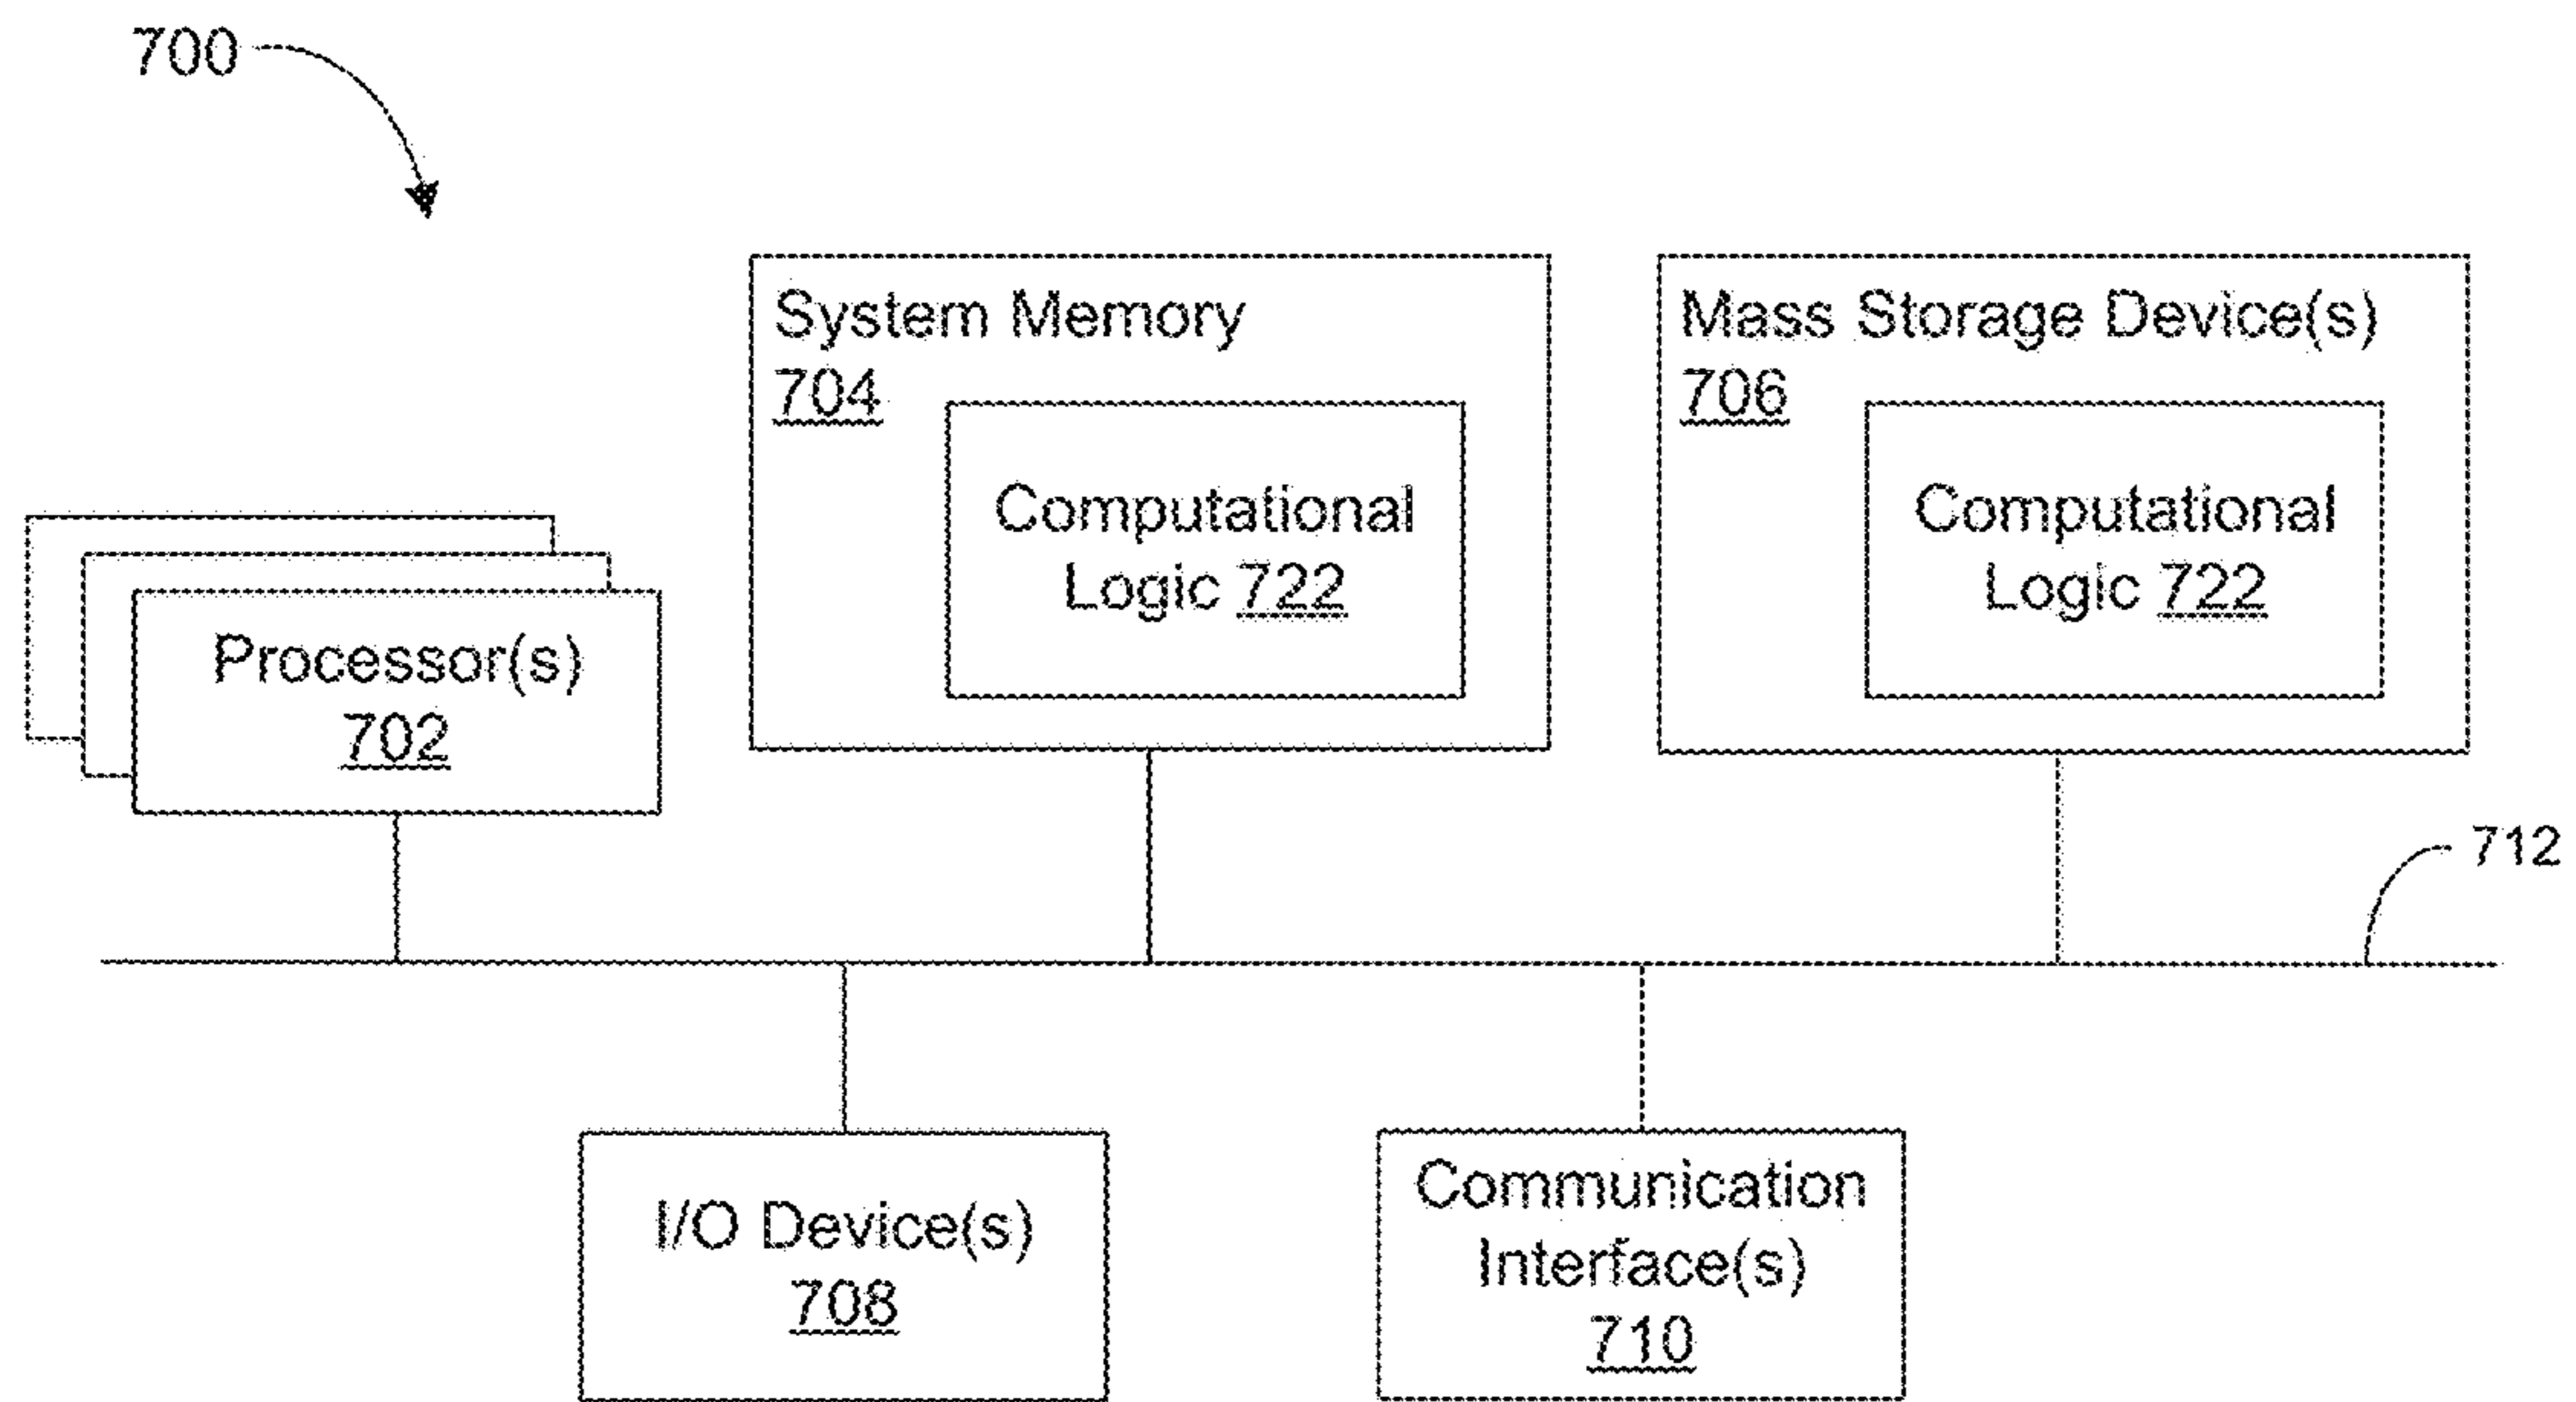 700
System Memory
704
Computational
Logic 722
Mass Storage Device(s)
706
Computational
Logic 722
Processor(s)
702
712
I/O Device(s)
708
Communication
Interface(s)
710